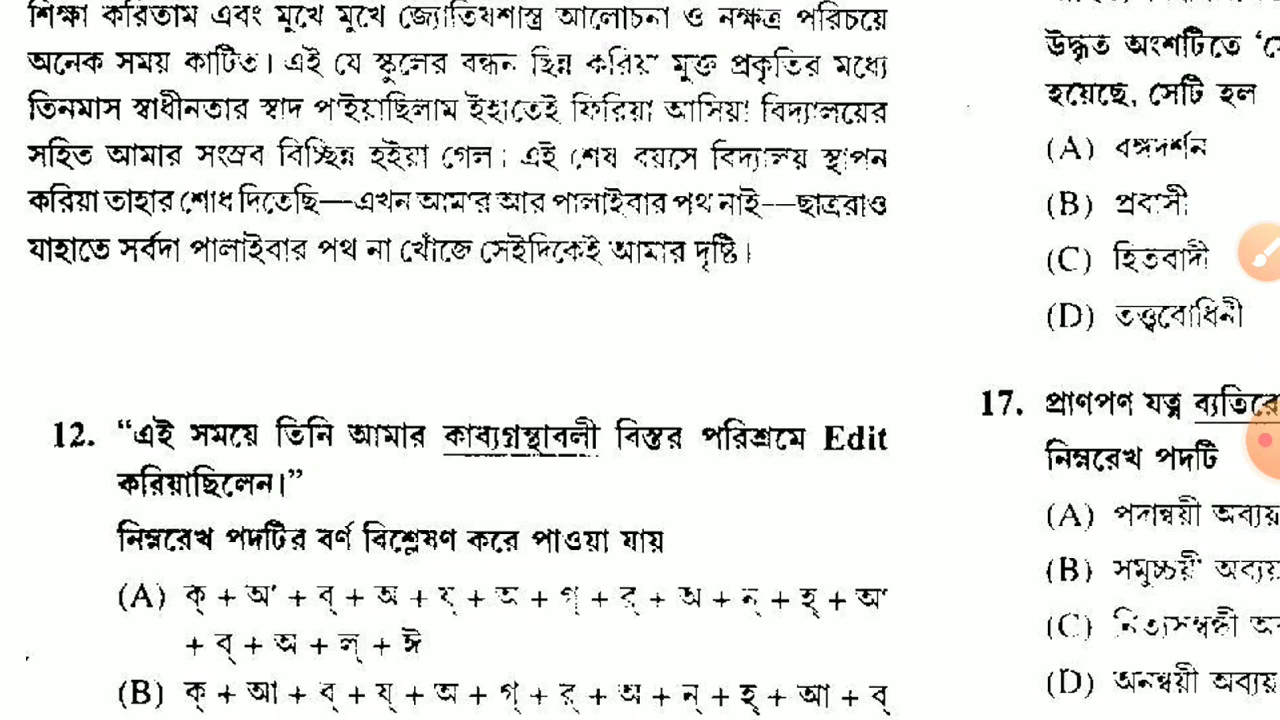 শিক্ষা করিতাম এবং মুখে মুখে জ্যোতিষশাস্ত্র আলোচনা ও নক্ষত্র পরিচয়ে
অনেক সময় কাটিত। এই যে স্কুলের বন্ধন ছিন্ন করিয়া মুক্ত প্রকৃতির মধ্যে
তিনমাস স্বাধীনতার স্বাদ পাইয়াছিলাম ইহাতেই ফিরিয়া আসিয়া বিদ্যালয়ের
সহিত আমার সংস্রব বিচ্ছিন্ন হইয়া গেল। এই শেষ বয়সে বিদ্যালয় স্থাপন
করিয়া তাহার শোধ দিতেছি—এখন আমার আর পালাইবার পথ নাই—ছাত্ররাও
যাহাতে সর্বদা পালাইবার পথ না খোঁজে সেইদিকেই আমার দৃষ্টি।
12. “এই সময়ে তিনি আমার কাব্যগ্রন্থাবলী বিস্তর পরিশ্রমে Edit
করিয়াছিলেন।”
নিম্নরেখ পদটির বর্ণ বিশ্লেষণ করে পাওয়া যায়
(A) ক্ + আ + ব্ + অ + য্ + অ + গ্ + র্ + অ + ন্ + হ্ + আ
+ ব্ + অ + ল্ + ঈ
(B) ক্ + আ + ব্ + য্ + অ + গ্ + র্ + অ + ন্ + হ্ + আ + ব্
উদ্ধৃত অংশটিতে
হয়েছে, সেটি হল
(A) বঙ্গদর্শন
(B) প্রবাসী
(C) হিতবাদী
(D) তত্ত্ববোধিনী
17. প্রাণপণ যত্ন ব্যতিরে
নিম্নরেখ পদটি
(A) পদান্বয়ী অব্যয়
(B) সমুচ্চয়ী অব্যয়
(C) নিত্যসম্বন্ধী অব
(D) অনন্বয়ী অব্যয়